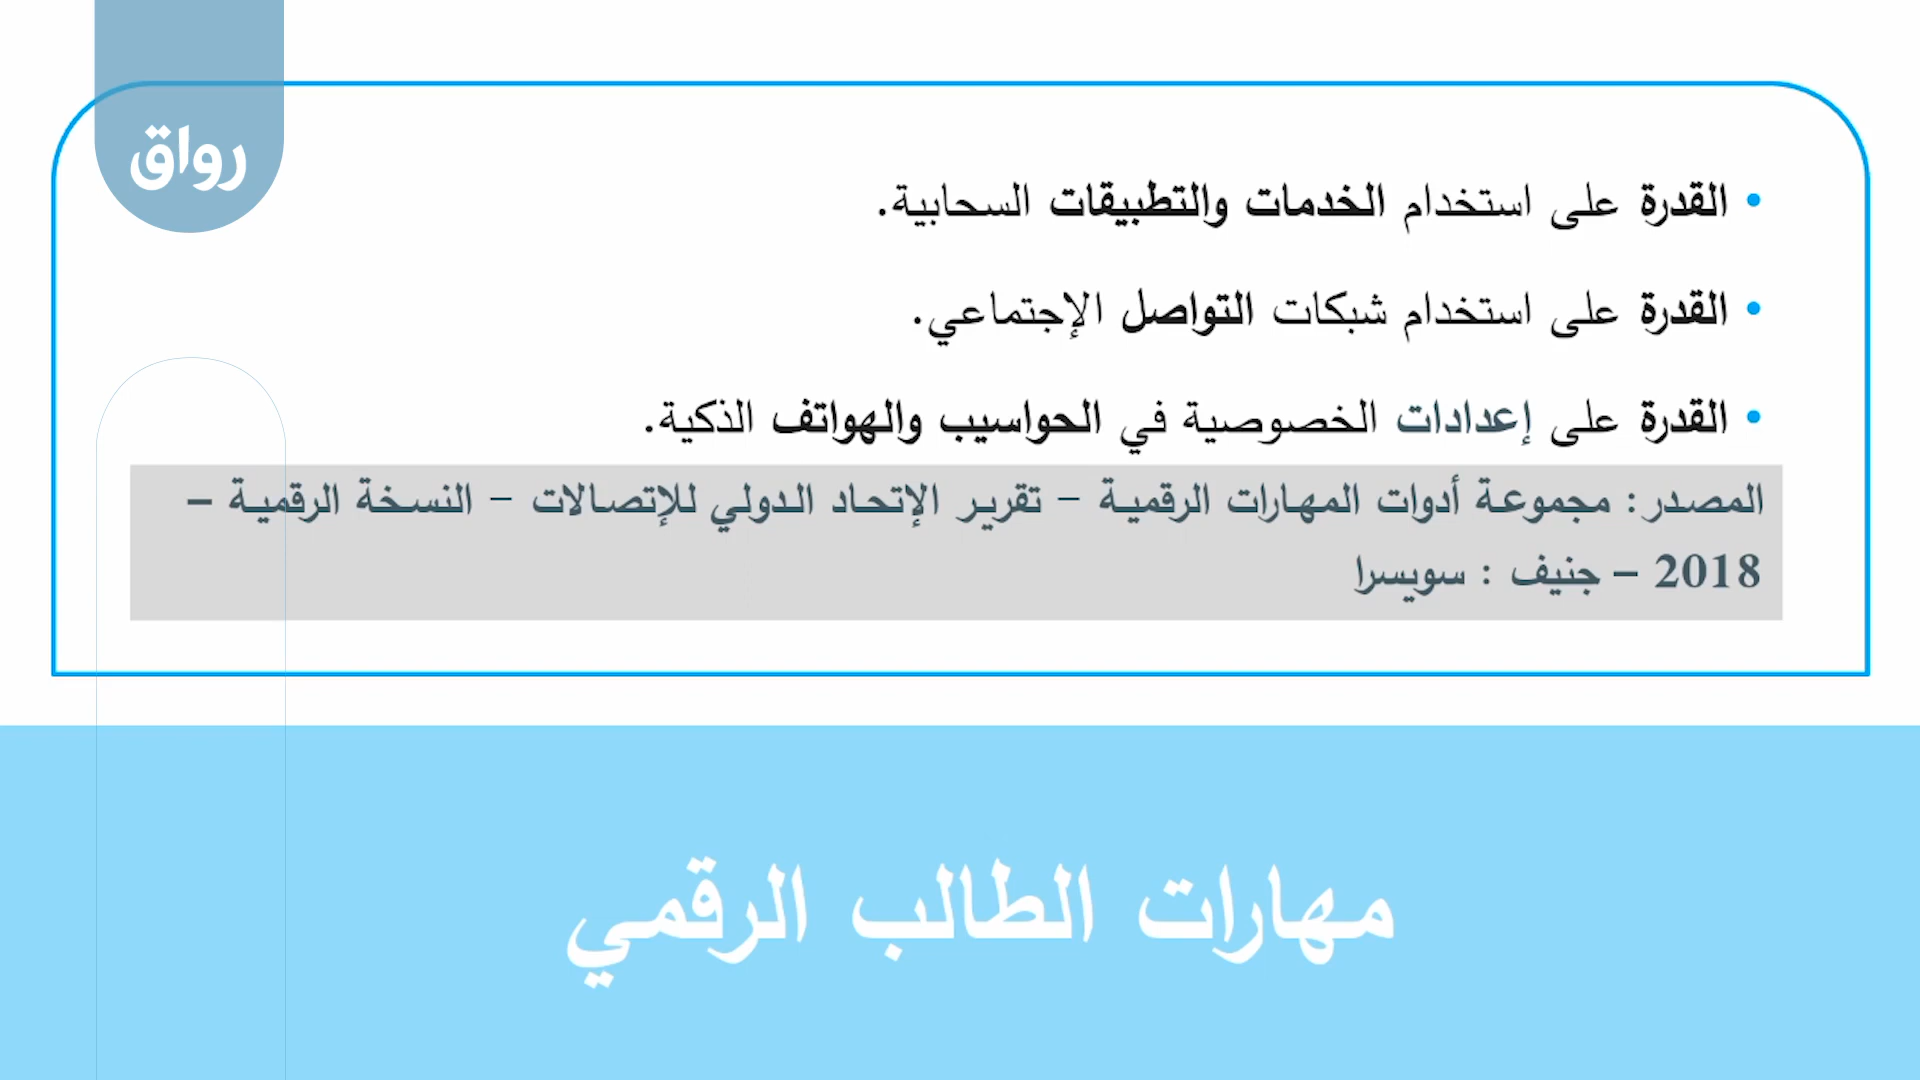 رواق
• القدرة على استخدام الخدمات والتطبيقات السحابية.
• القدرة على استخدام شبكات التواصل الإجتماعي.
• القدرة على إعدادات الخصوصية في الحواسيب والهواتف الذكية.
المصدر: مجموعة أدوات المهارات الرقمية – تقرير الإتحاد الدولي للإتصالات – النسخة الرقمية –
2018 – جنيف : سويسرا
مهارات الطالب الرقمي